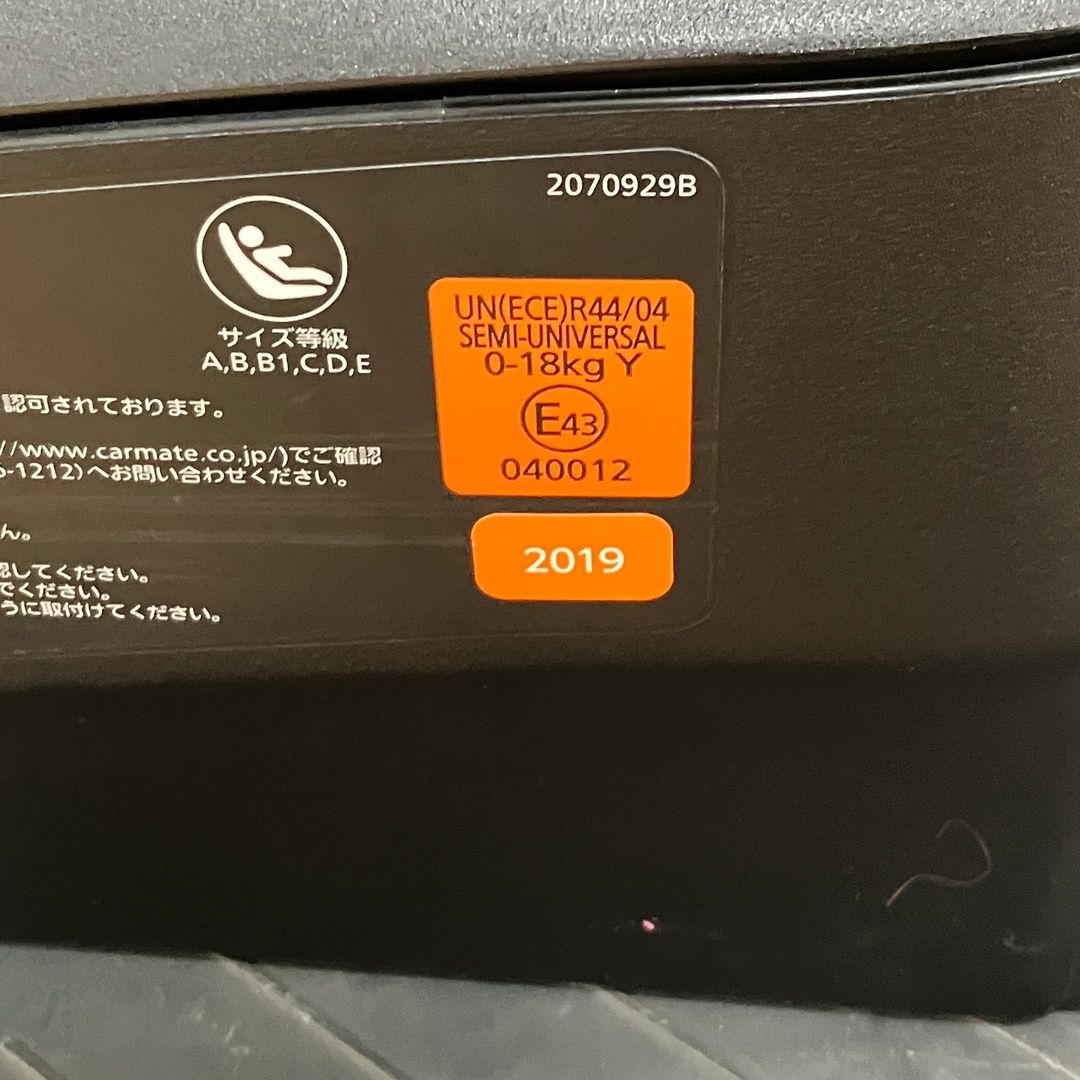 2070929B
サイズ等級
A,B,B1,C,D,E
UN(ECE)R44/04
SEMI-UNIVERSAL
0-18kg Y
E43
040012
2019
認可されております。
//www.carmate.co.jp/)でご確認
-1212)へお問い合わせください。
ん。
認してください。
でください。
うに取付けてください。